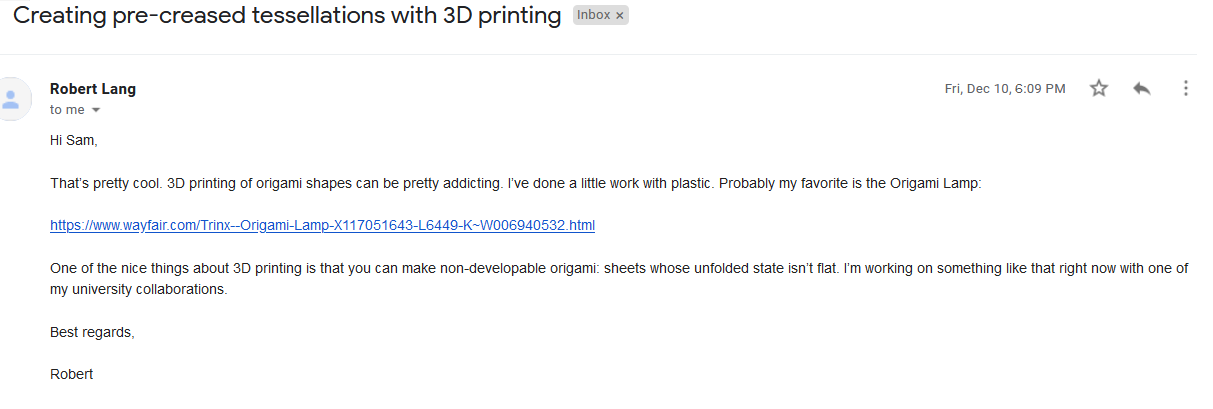 Creating pre-creased tessellations with 3D printing Inbox ×
Robert Lang Fri, Dec 10, 6:09 PM
to me
Hi Sam,
That’s pretty cool. 3D printing of origami shapes can be pretty addicting. I’ve done a little work with plastic. Probably my favorite is the Origami Lamp:
https://www.wayfair.com/Trinx--Origami-Lamp-X117051643-L6449-K~W006940532.html
One of the nice things about 3D printing is that you can make non-developable origami: sheets whose unfolded state isn’t flat. I’m working on something like that right now with one of
my university collaborations.
Best regards,
Robert